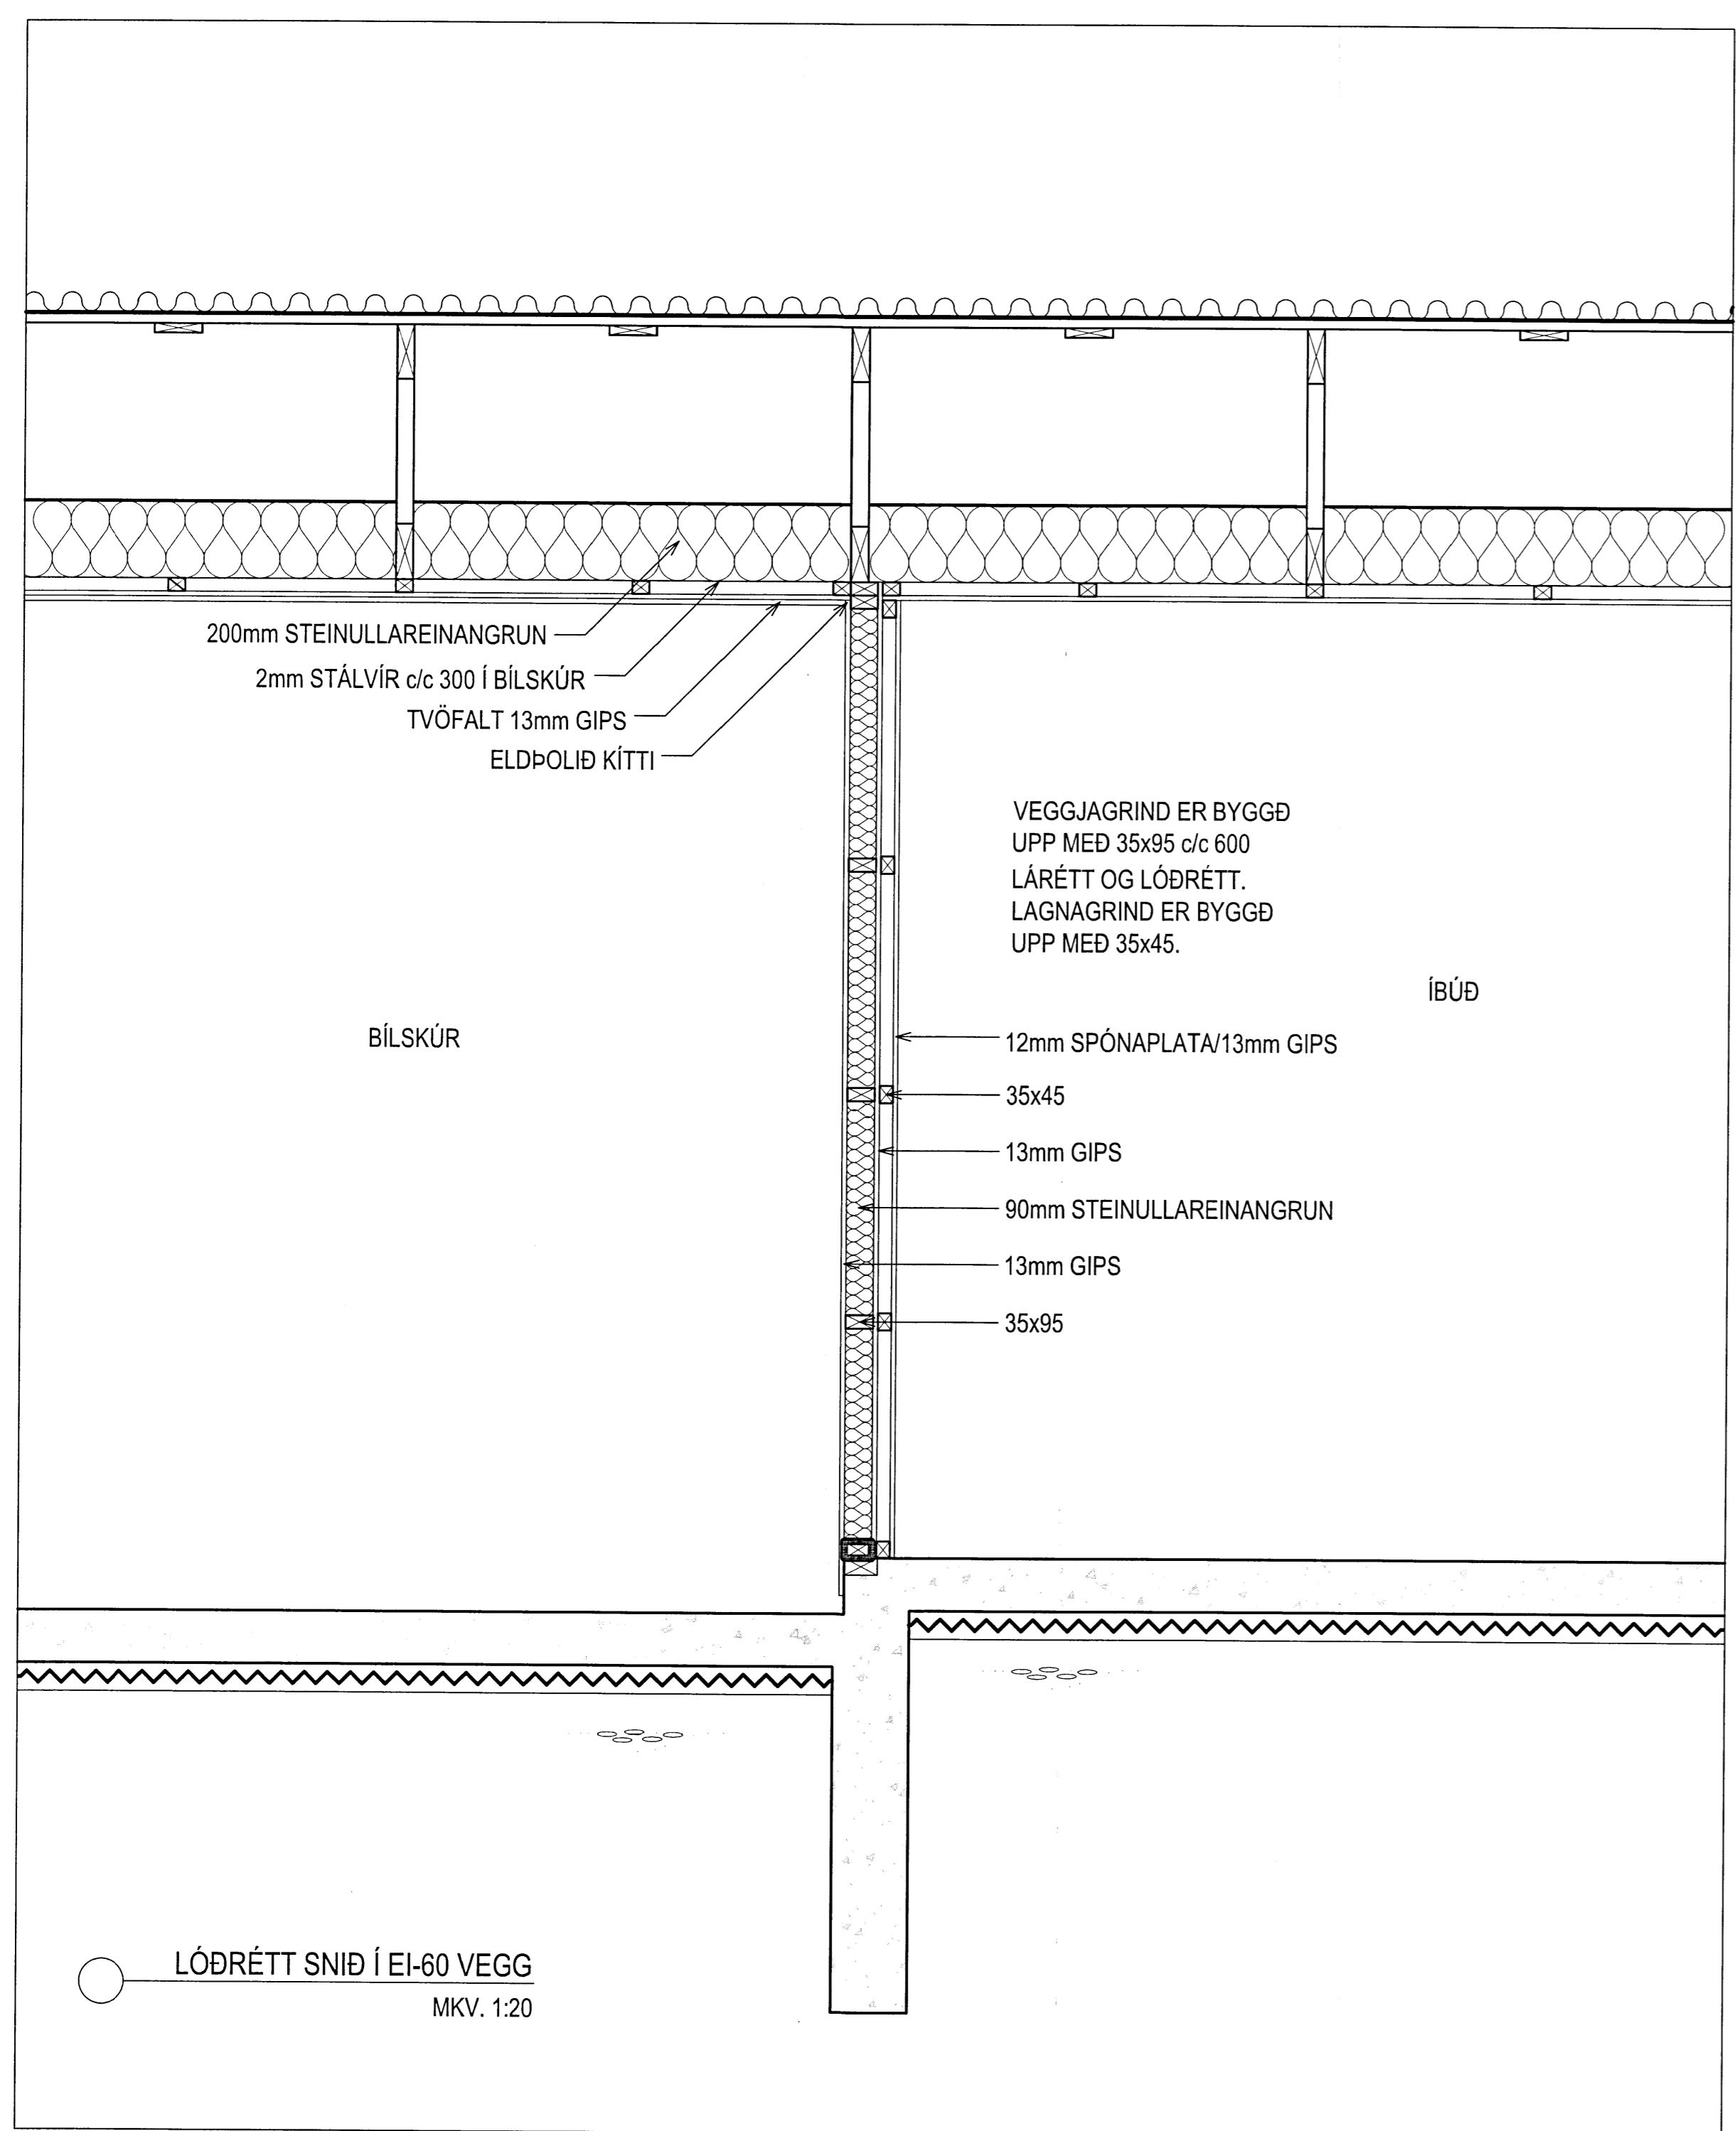 200mm STEINULLAREINANGRUN
2mm STÁLVÍR c/c 300 Í BÍLSKÚR
TVÖFALT 13mm GIPS
ELDÞOLIÐ KÍTTI
VEGGJAGRIND ER BYGGÐ
UPP MEÐ 35x95 c/c 600
LÁRÉTT OG LÓÐRÉTT.
LAGNAGRIND ER BYGGÐ
UPP MEÐ 35x45.
ÍBÚÐ
BÍLSKÚR
12mm SPÓNAPLATA/13mm GIPS
35x45
13mm GIPS
90mm STEINULLAREINANGRUN
13mm GIPS
35x95
LÓÐRÉTT SNIÐ Í EI-60 VEGG
MKV. 1:20